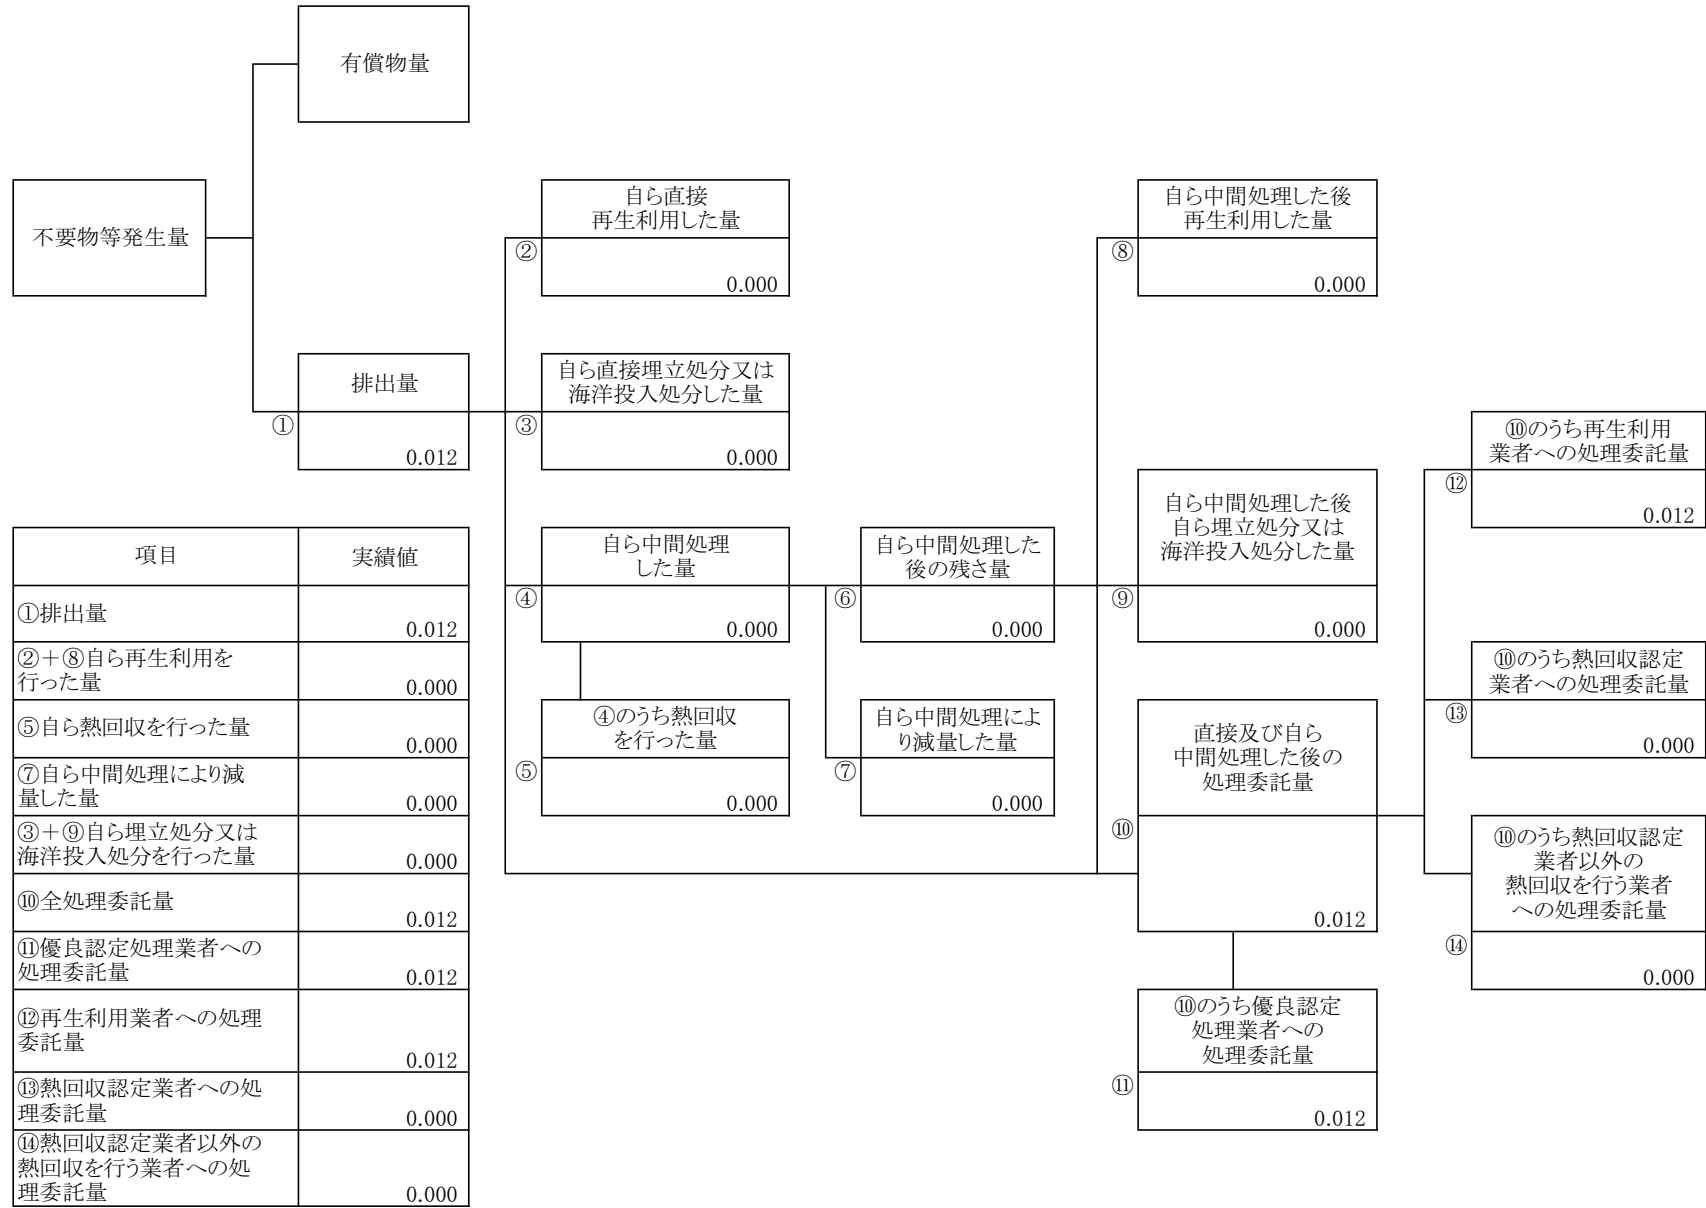 有償物量
不要物等発生量
自ら直接
再生利用した量
②
0.000
自ら中間処理した後
再生利用した量
⑧
0.000
排出量
①
0.012
自ら直接埋立処分又は
海洋投入処分した量
③
0.000
⑩のうち再生利用
業者への処理委託量
⑫
0.012
自ら中間処理した後
自ら埋立処分又は
海洋投入処分した量
⑨
0.000
自ら中間処理
した量
④
0.000
自ら中間処理した
後の残さ量
⑥
0.000
⑩のうち熱回収認定
業者への処理委託量
⑬
0.000
④のうち熱回収
を行った量
⑤
0.000
自ら中間処理によ
り減量した量
⑦
0.000
直接及び自ら
中間処理した後の
処理委託量
⑩
0.012
⑩のうち熱回収認定
業者以外の
熱回収を行う業者
への処理委託量
⑭
0.000
⑩のうち優良認定
処理業者への
処理委託量
⑪
0.012
項目 実績値
①排出量
0.012
②＋⑧自ら再生利用を
行った量
0.000
⑤自ら熱回収を行った量
0.000
⑦自ら中間処理により減
量した量
0.000
③＋⑨自ら埋立処分又は
海洋投入処分を行った量
0.000
⑩全処理委託量
0.012
⑪優良認定処理業者への
処理委託量
0.012
⑫再生利用業者への処理
委託量
0.012
⑬熱回収認定業者への処
理委託量
0.000
⑭熱回収認定業者以外の
熱回収を行う業者への処
理委託量
0.000